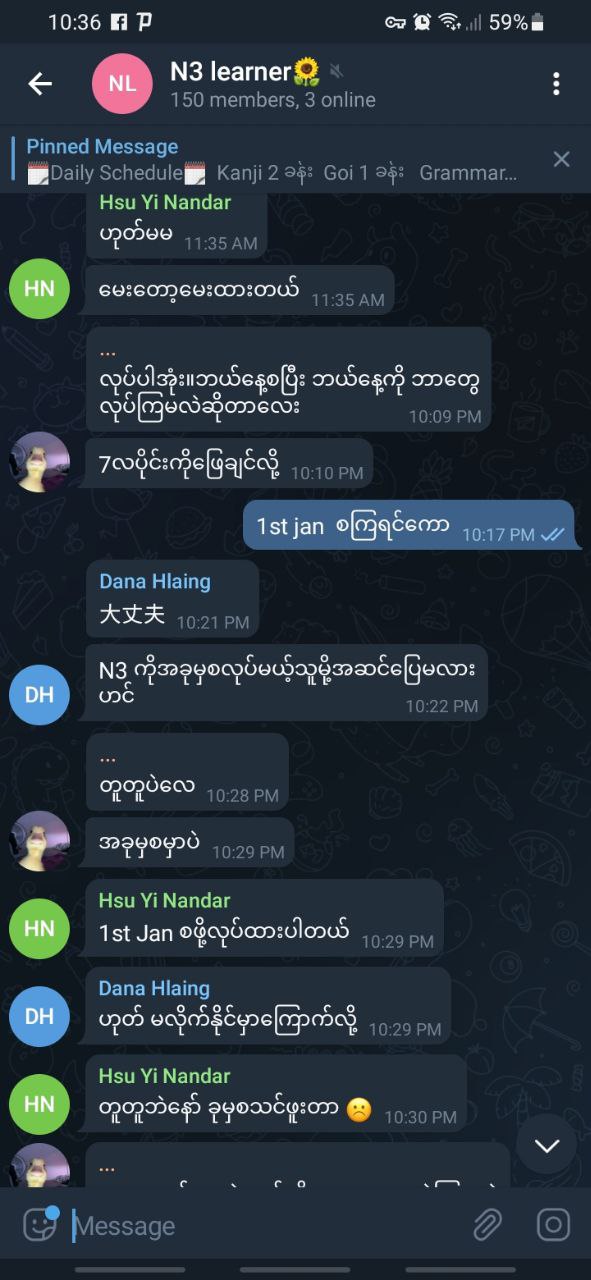 10:36
59%
NL
N3 learner🌻
150 members, 3 online
Pinned Message
🗓️Daily Schedule🗓️ Kanji 2 ခန်း Goi 1 ခန်း Grammar...
Hsu Yi Nandar
ဟုတ်မမ 11:35 AM
HN
မေးတော့မေးထားတယ် 11:35 AM
...
လုပ်ပါအုံး။ဘယ်နေ့စပြီး ဘယ်နေ့ကို ဘာတွေ
လုပ်ကြမလဲဆိုတာလေး 10:09 PM
7လပိုင်းကိုဖြေချင်လို့ 10:10 PM
1st jan စကြရင်ကော 10:17 PM
Dana Hlaing
大丈夫 10:21 PM
N3 ကိုအခုမှစလုပ်မယ့်သူမို့အဆင်ပြေမလား
ဟင် 10:22 PM
DH
...
တူတူပဲလေ 10:28 PM
အခုမှစမှာပဲ 10:29 PM
Hsu Yi Nandar
HN
1st Jan စဖို့လုပ်ထားပါတယ် 10:29 PM
Dana Hlaing
DH
ဟုတ် မလိုက်နိုင်မှာကြောက်လို့ 10:29 PM
Hsu Yi Nandar
HN
တူတူဘဲနော် ခုမှစသင်ဖူးတာ ☹️ 10:30 PM
...
Message